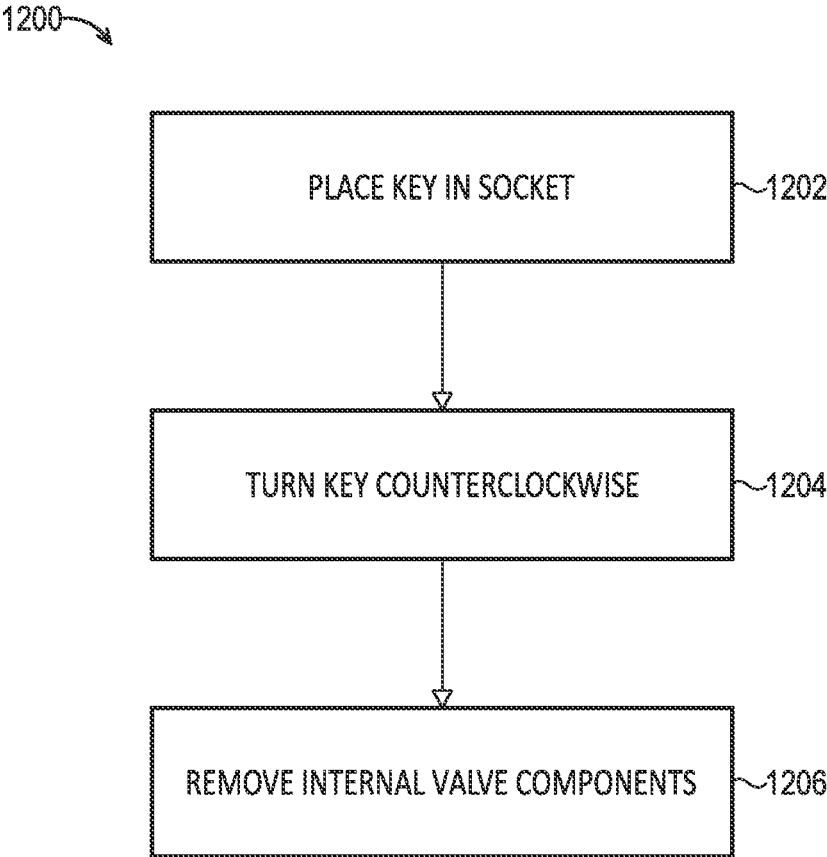 1200
PLACE KEY IN SOCKET
1202
TURN KEY COUNTERCLOCKWISE
1204
REMOVE INTERNAL VALVE COMPONENTS
1206